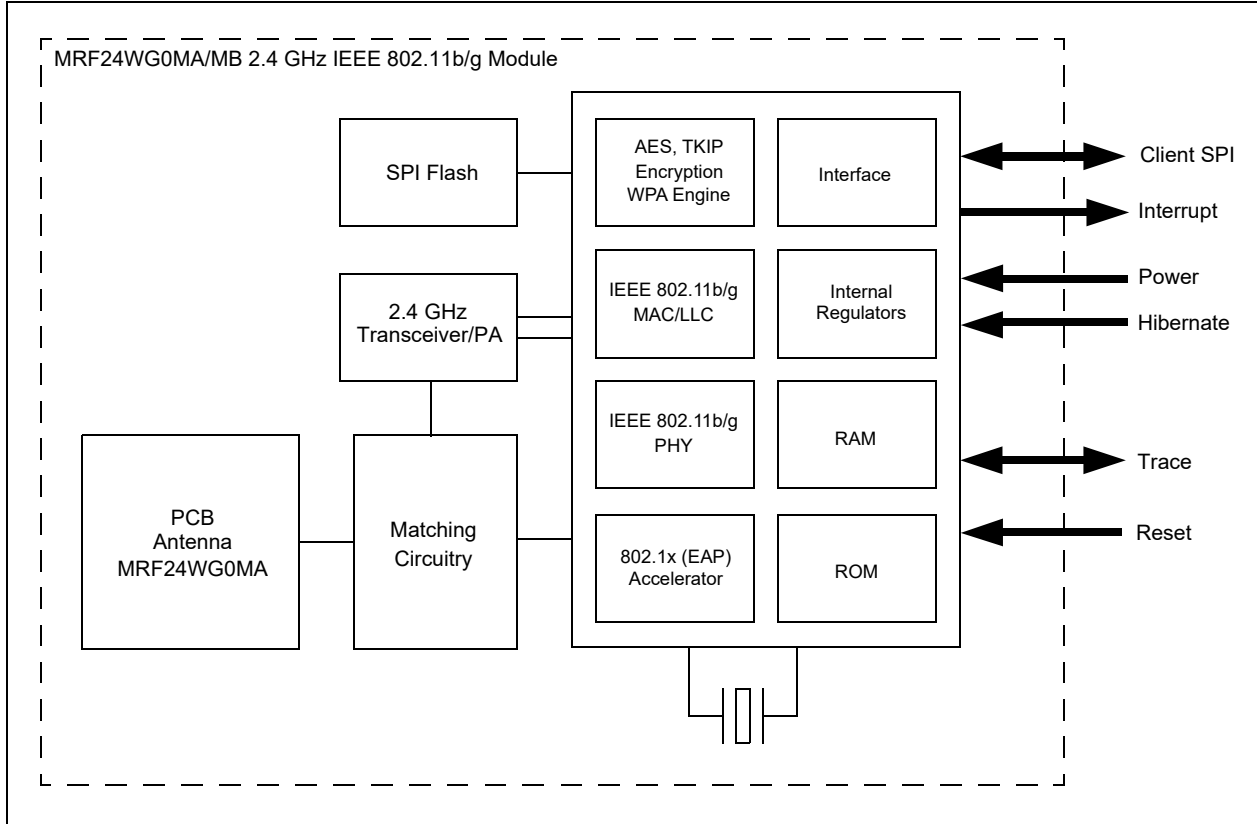 MRF24WG0MA/MB 2.4 GHz IEEE 802.11b/g Module
SPI Flash
AES, TKIP
Encryption
WPA Engine
Interface
Client SPI
Interrupt
2.4 GHz
Transceiver/PA
IEEE 802.11b/g
MAC/LLC
Internal
Regulators
Power
Hibernate
IEEE 802.11b/g
PHY
RAM
Trace
PCB
Antenna
MRF24WG0MA
Matching
Circuitry
802.1x (EAP)
Accelerator
ROM
Reset